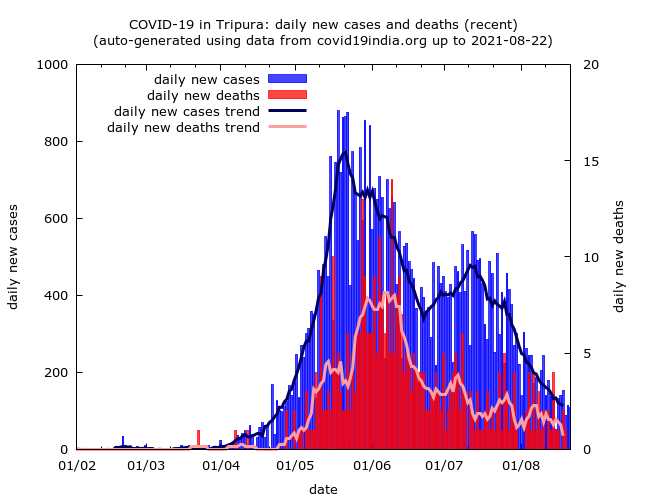 COVID-19 in Tripura: daily new cases and deaths (recent)
(auto-generated using data from covid19india.org up to 2021-08-22)
1000
800
600
400
200
0
20
15
10
5
0
daily new cases
daily new deaths
daily new cases trend
daily new deaths trend
daily new cases
daily new deaths
01/02 01/03 01/04 01/05 01/06 01/07 01/08
date